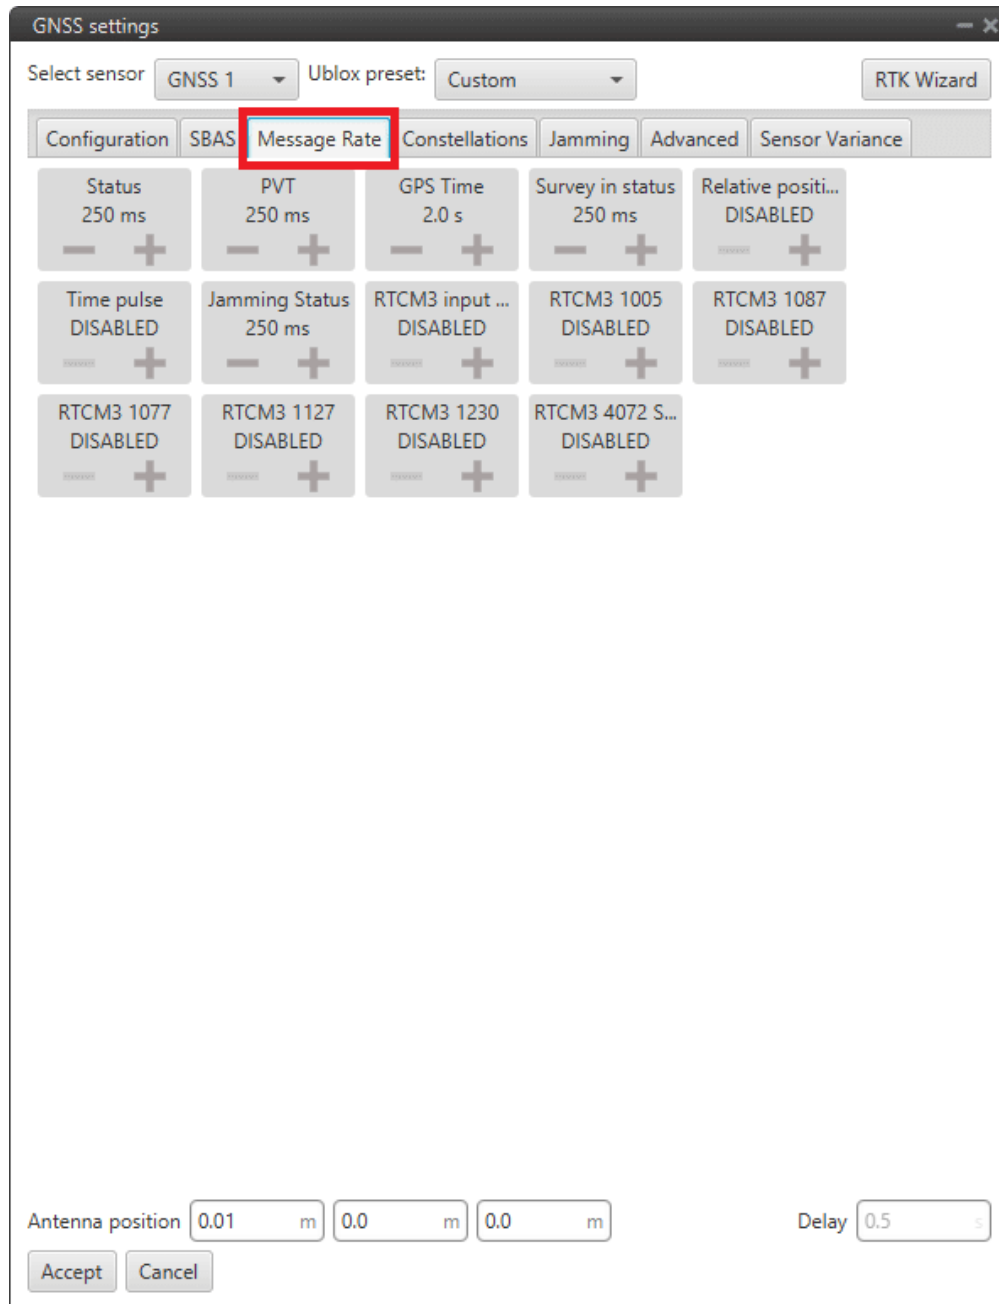 GNSS settings
Select sensor GNSS 1 Ublox preset: Custom RTK Wizard
Configuration SBAS Message Rate Constellations Jamming Advanced Sensor Variance
Status PVT GPS Time Survey in status Relative positi...
250 ms 250 ms 2.0 s 250 ms DISABLED
Time pulse Jamming Status RTCM3 input ... RTCM3 1005 RTCM3 1087
DISABLED 250 ms DISABLED DISABLED DISABLED
RTCM3 1077 RTCM3 1127 RTCM3 1230 RTCM3 4072 S...
DISABLED DISABLED DISABLED DISABLED
Antenna position 0.01 m 0.0 m 0.0 m Delay 0.5 s
Accept Cancel